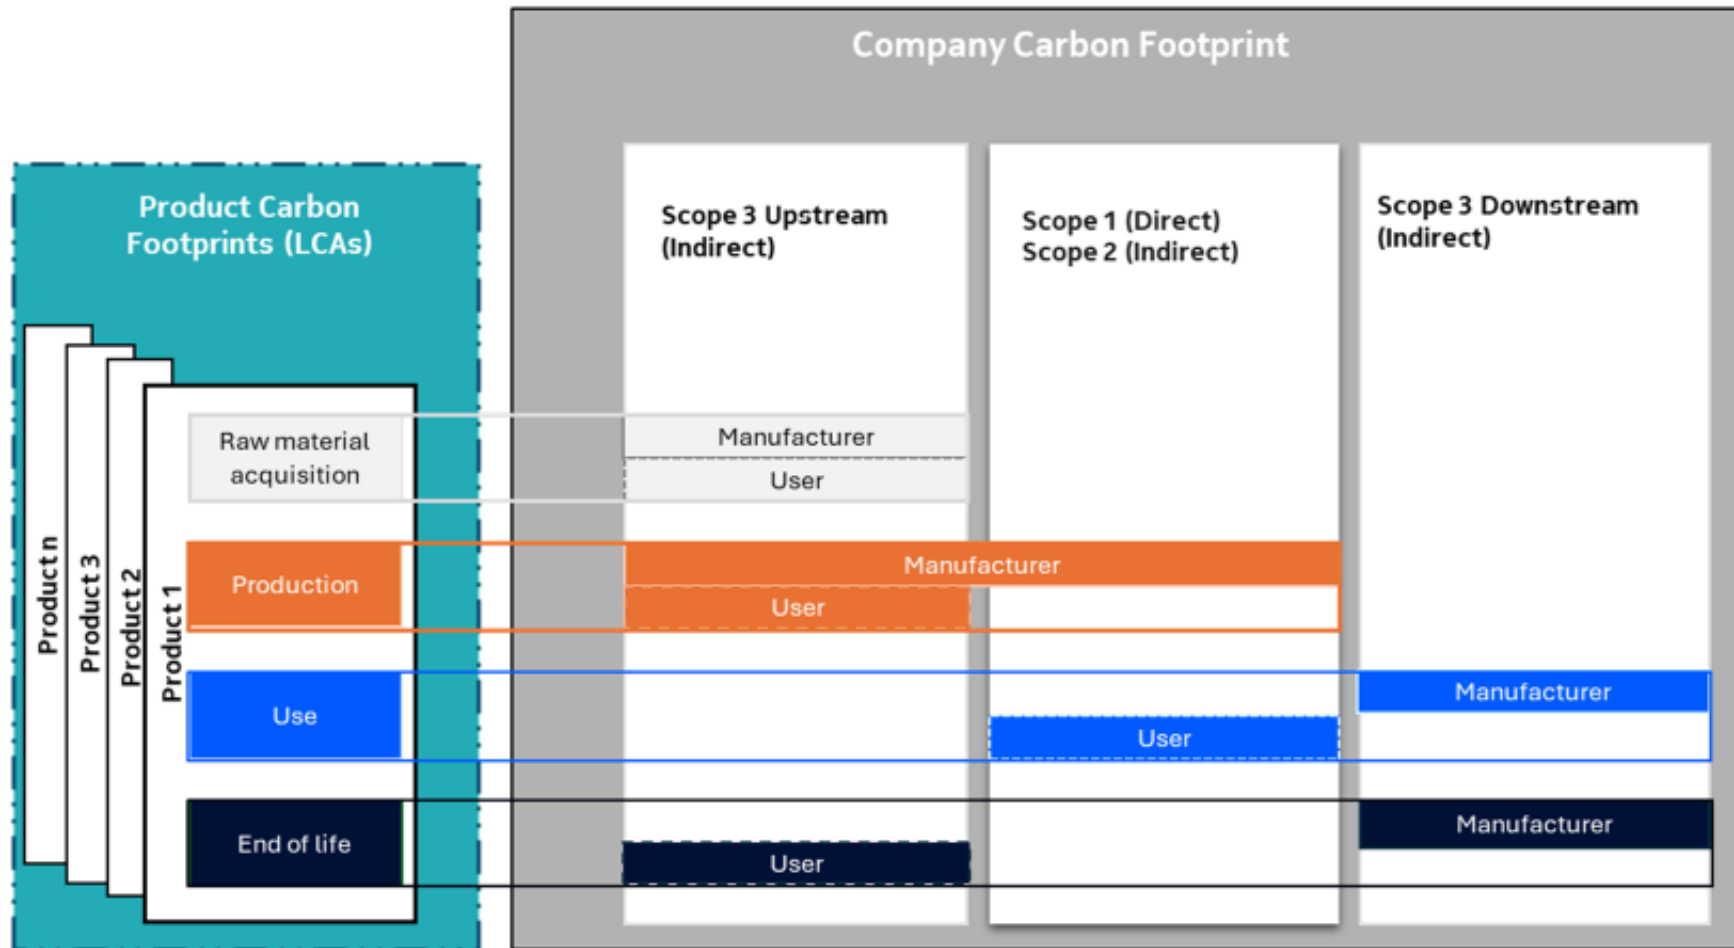 Company Carbon Footprint
Product Carbon
Footprints (LCAs)
Scope 3 Upstream
(Indirect)
Scope 1 (Direct)
Scope 2 (Indirect)
Scope 3 Downstream
(Indirect)
Product n
Product 3
Product 2
Product 1
Raw material
acquisition
Manufacturer
User
Production
Manufacturer
User
Use
Manufacturer
User
End of life
Manufacturer
User